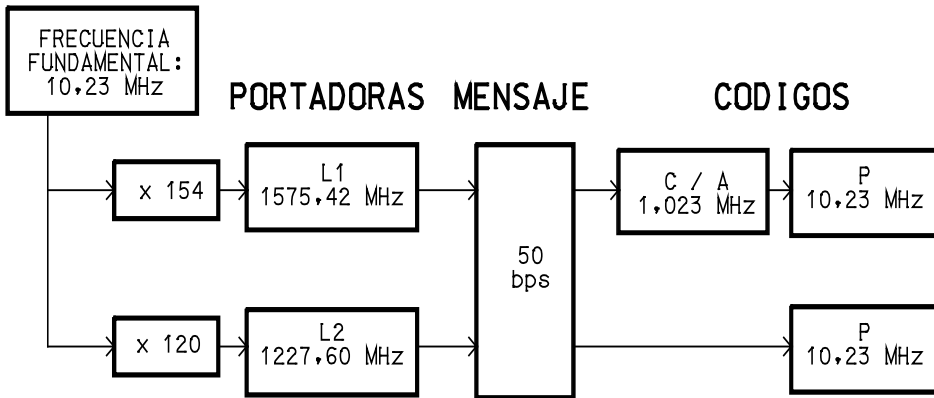 FRECUENCIA
FUNDAMENTAL:
10,23 MHz
PORTADORAS MENSAJE CODIGOS
x 154
L1
1575,42 MHz
50
bps
C / A
1,023 MHz
P
10,23 MHz
x 120
L2
1227,60 MHz
P
10,23 MHz